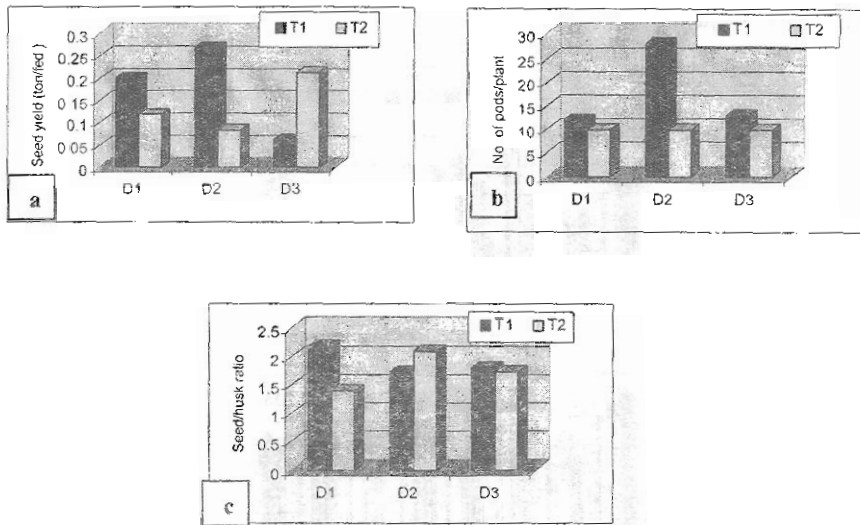 T1 T2
Seed yield (ton/fed )
0.3
0.25
0.2
0.15
0.1
0 05
0
D1 D2 D3
a
T1 T2
No of pods/plant
30
25
20
15
10
5
0
D1 D2 D3
b
T1 T2
Seed/husk ratio
2.5
2
1.5
1
0.5
0
D1 D2 D3
c